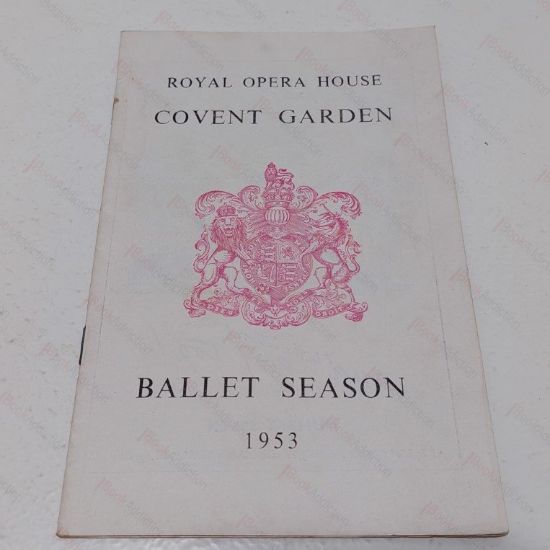 ROYAL OPERA HOUSE
COVENT GARDEN
BALLET SEASON
1953